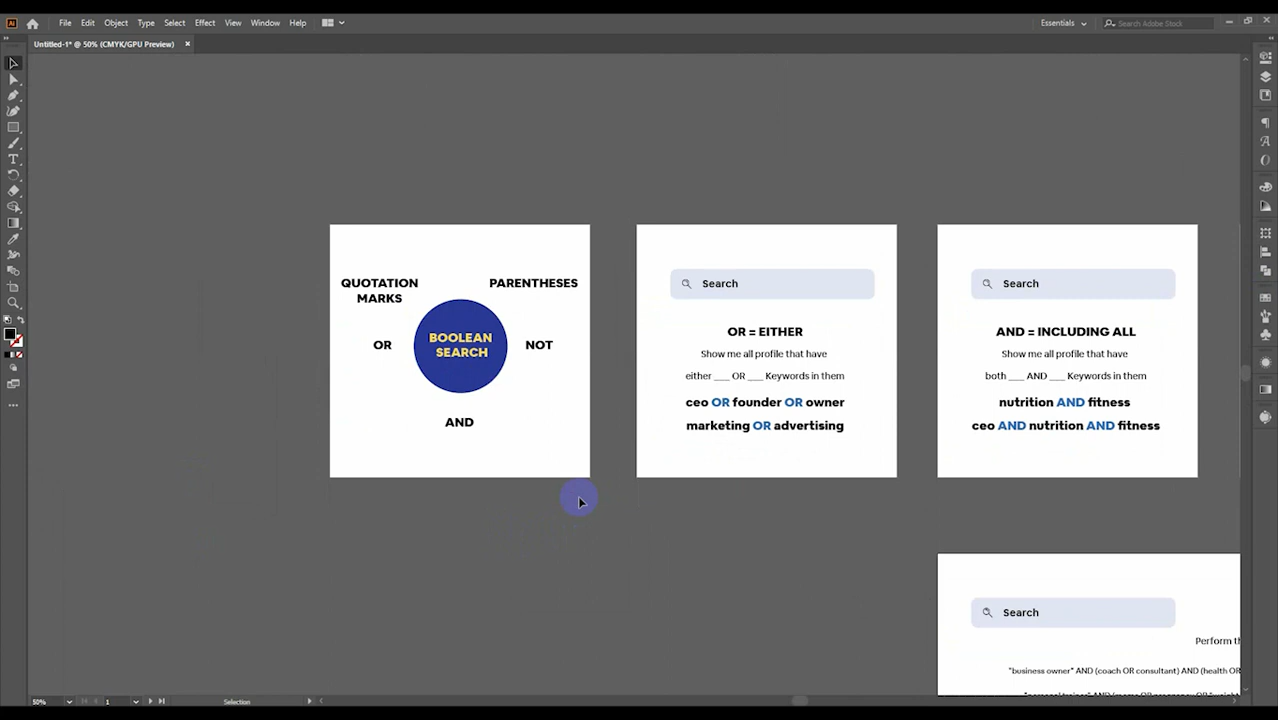 Ai File Edit Object Type Select Effect View Window Help Essentials Search Adobe Stock
Untitled-1* @ 50% (CMYK/GPU Preview)
QUOTATION
MARKS
PARENTHESES
OR
BOOLEAN
SEARCH
NOT
AND
Search
OR = EITHER
Show me all profile that have
either ___ OR ___ Keywords in them
ceo OR founder OR owner
marketing OR advertising
Search
AND = INCLUDING ALL
Show me all profile that have
both ___ AND ___ Keywords in them
nutrition AND fitness
ceo AND nutrition AND fitness
Search
Perform th
"business owner" AND (coach OR consultant) AND (health OR
50% 1 Selection